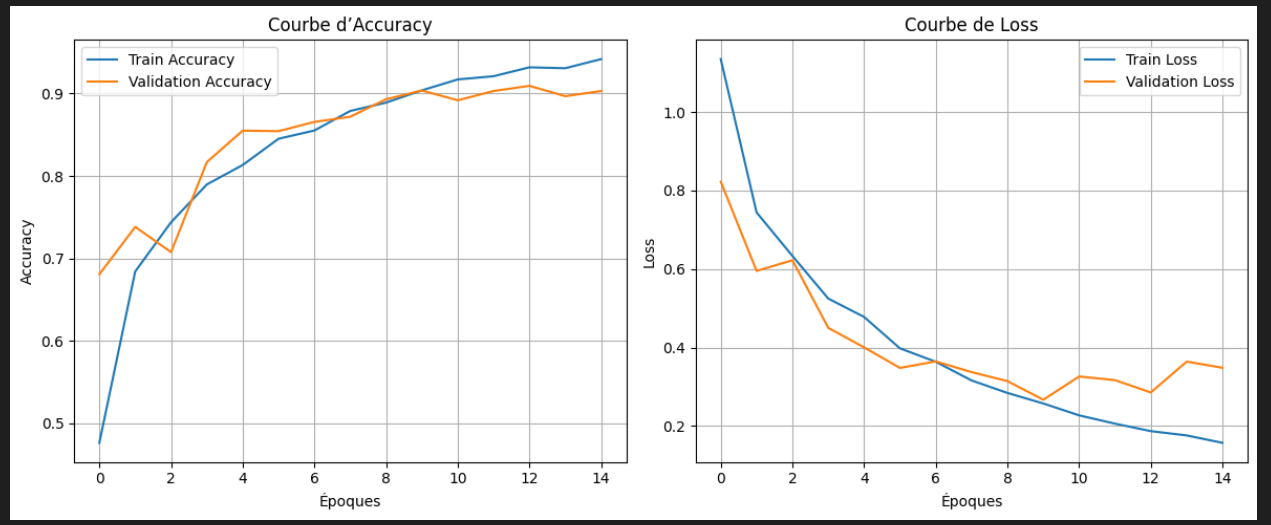 Courbe d’Accuracy
Train Accuracy
Validation Accuracy
0.9
0.8
0.7
0.6
0.5
Accuracy
0 2 4 6 8 10 12 14
Époques
Courbe de Loss
Train Loss
Validation Loss
1.0
0.8
0.6
0.4
0.2
Loss
0 2 4 6 8 10 12 14
Époques